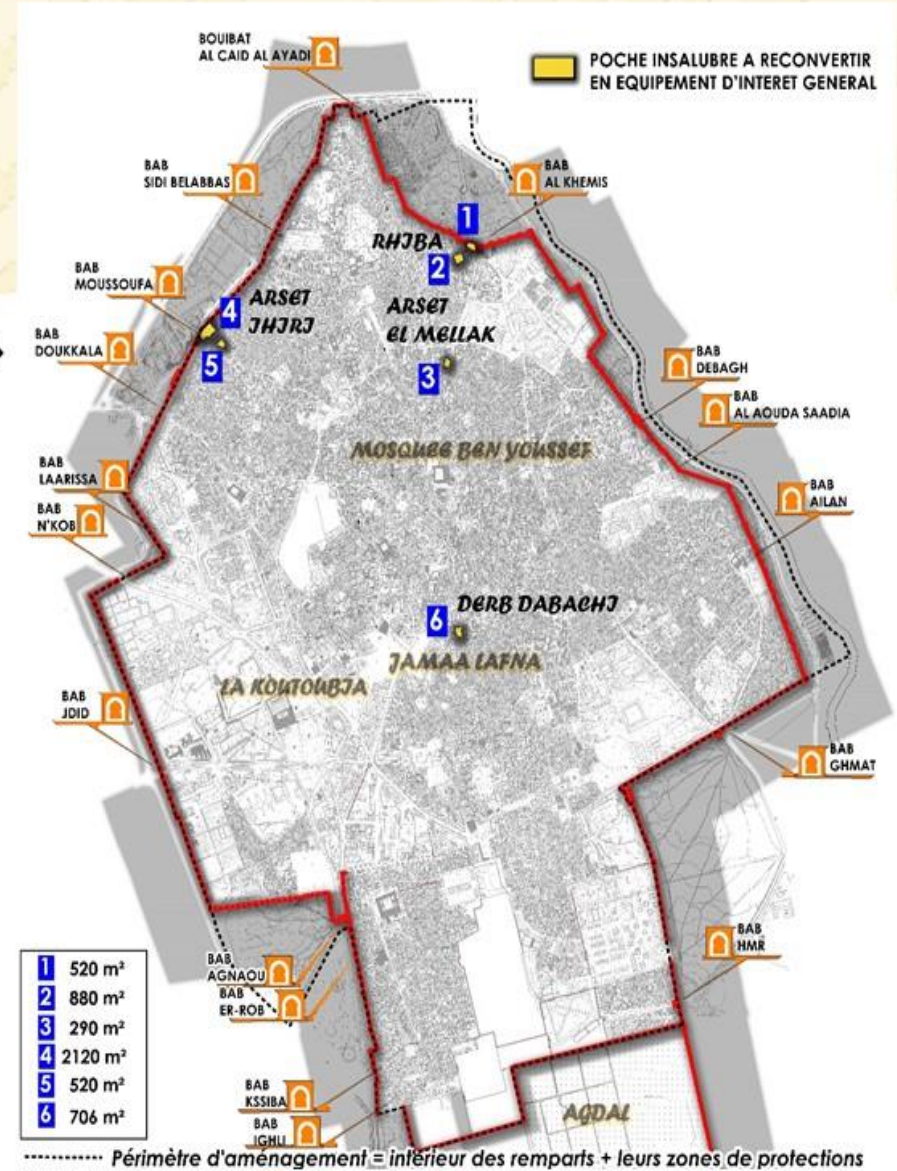 BOUIBAT
AL CAID AL AYADI
POCHE INSALUBRE A RECONVERTIR
EN EQUIPEMENT D'INTERET GENERAL
BAB
SIDI BELABBAS
BAB
AL KHEMIS
1
RHIBA
2
BAB
MOUSSOUFA
4
ARSET
IHIRI
ARSET
EL MELLAK
BAB
DOUKKALA
5
3
BAB
DEBAGH
BAB
AL AOUDA SAADIA
MOSQUEE BEN YOUSSEF
BAB
LAARISSA
BAB
AILAN
BAB
N'KOB
6
DERB DABACHI
JAMAA LAFNA
LA KOUTOUBIA
BAB
JDID
BAB
GHMAT
BAB
HMR
BAB
AGNAOU
BAB
ER-ROB
1 520 m²
2 880 m²
3 290 m²
4 2120 m²
5 520 m²
6 706 m²
BAB
KSSIBA
BAB
IGHLI
AGDAL
Périmètre d'aménagement = intérieur des remparts + leurs zones de protections